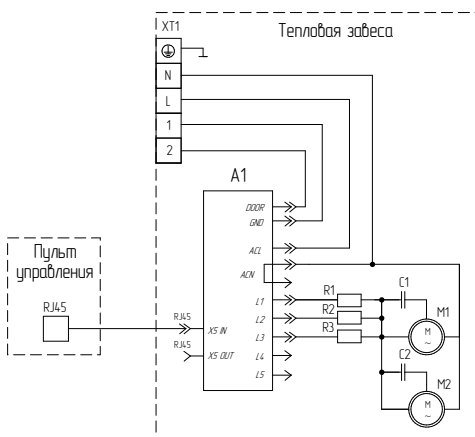 XT1
Тепловая завеса
N
L
1
2
A1
DOOR
GND
ACL
ACN
Пульт
управления
RJ45
RJ45
X5 IN
RJ45
X5 OUT
L1
L2
L3
L4
L5
R1
R2
R3
C1
M1
M
~
C2
M2
M
~